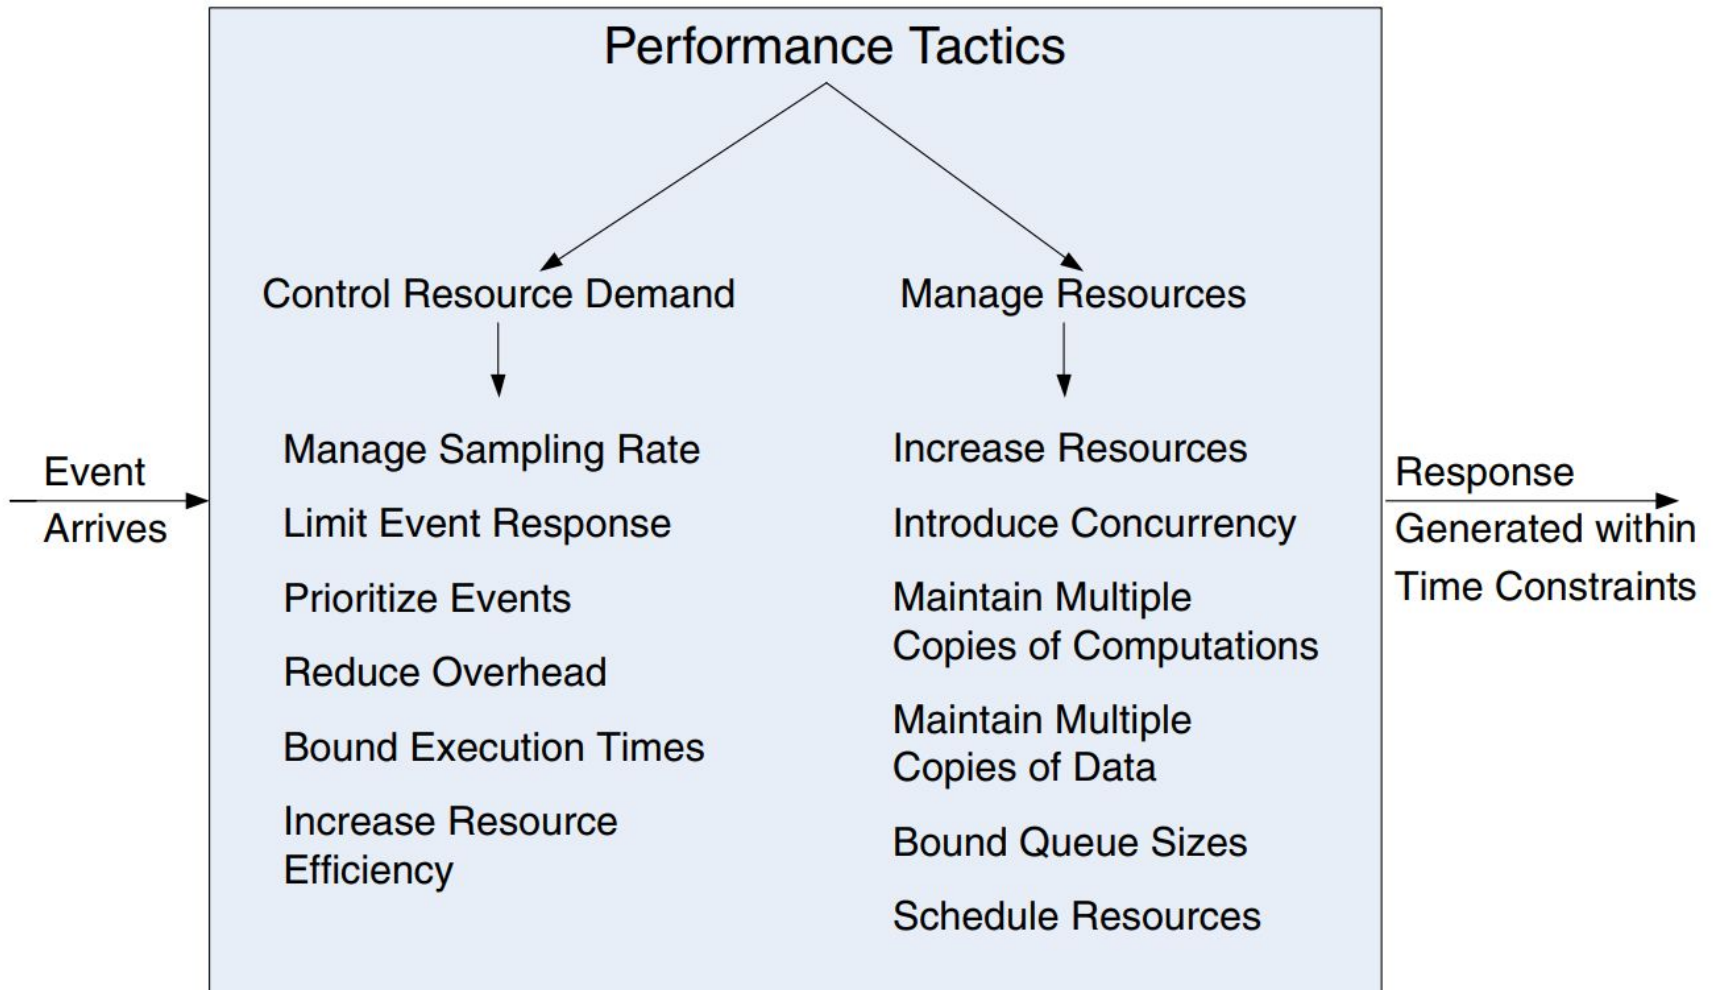 Performance Tactics
Control Resource Demand
Manage Resources
Event
Arrives
Manage Sampling Rate
Limit Event Response
Prioritize Events
Reduce Overhead
Bound Execution Times
Increase Resource
Efficiency
Increase Resources
Introduce Concurrency
Maintain Multiple
Copies of Computations
Maintain Multiple
Copies of Data
Bound Queue Sizes
Schedule Resources
Response
Generated within
Time Constraints